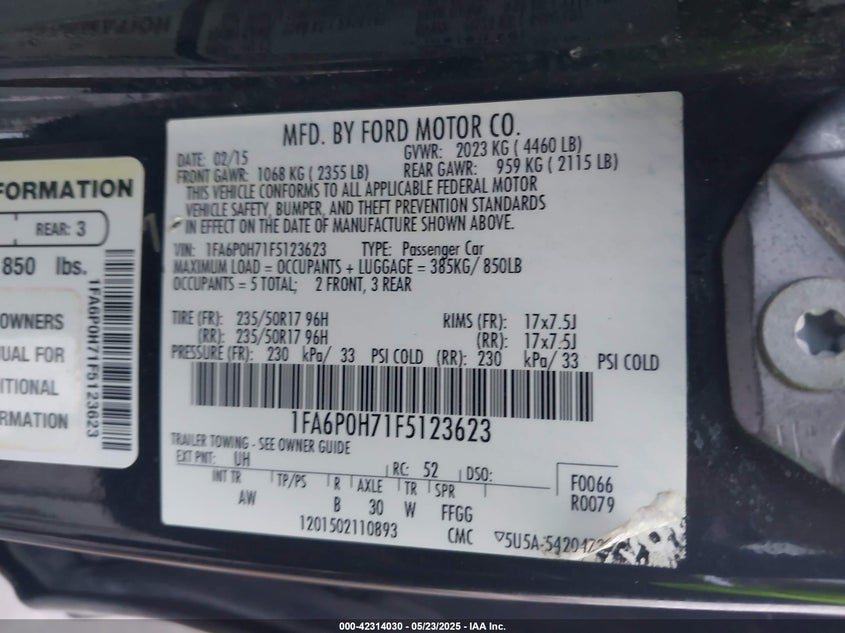 MFD. BY FORD MOTOR CO.
DATE: 02/15 GVWR: 2023 KG ( 4460 LB)
FRONT GAWR: 1068 KG ( 2355 LB) REAR GAWR: 959 KG ( 2115 LB)
THIS VEHICLE CONFORMS TO ALL APPLICABLE FEDERAL MOTOR
VEHICLE SAFETY, BUMPER, AND THEFT PREVENTION STANDARDS
IN EFFECT ON THE DATE OF MANUFACTURE SHOWN ABOVE.
VIN: 1FA6P0H71F5123623 TYPE: Passenger Car
MAXIMUM LOAD = OCCUPANTS + LUGGAGE = 385KG/ 850LB
OCCUPANTS = 5 TOTAL; 2 FRONT, 3 REAR
TIRE (FR): 235/50R17 96H RIMS (FR): 17x7.5J
(RR): 235/50R17 96H (RR): 17x7.5J
PRESSURE (FR): 230 kPa/ 33 PSI COLD (RR): 230 kPa/ 33 PSI COLD
1FA6P0H71F5123623
TRAILER TOWING - SEE OWNER GUIDE
EXT PNT: UH RC: 52 DSO: F0066
INT TR TP/PS R AXLE TR SPR R0079
AW B 30 W FFGG
1201502110893 CMC ▽5U5A-54204
FORMATION
REAR: 3
850 lbs.
OWNERS
NUAL FOR
DITIONAL
FORMATION
1FA6P0H71F5123623
000-42314030 - 05/23/2025 - IAA Inc.